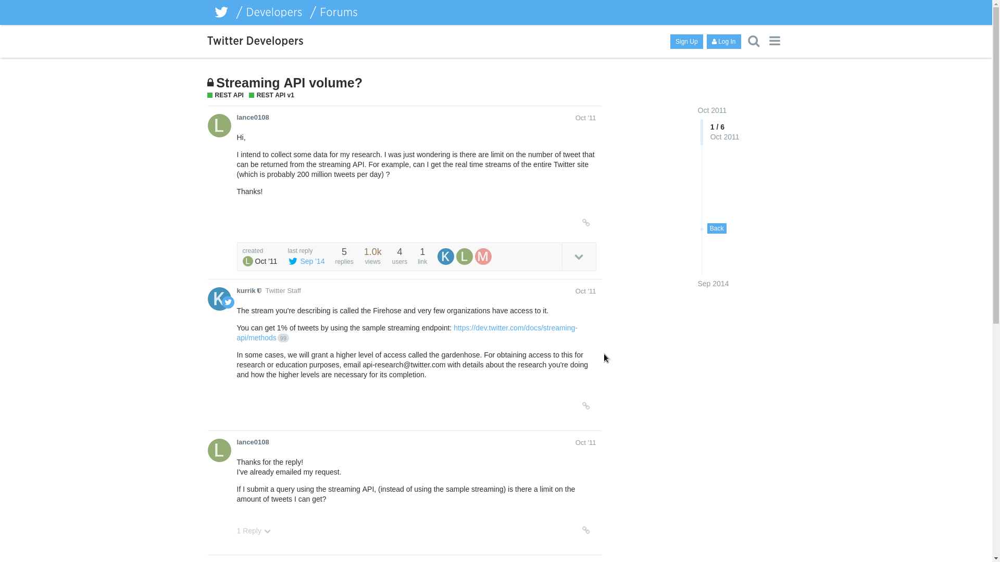 / Developers / Forums
Twitter Developers
Sign Up
Log In
Streaming API volume?
REST API REST API v1
L
lance0108
Oct '11
Hi,
I intend to collect some data for my research. I was just wondering is there are limit on the number of tweet that
can be returned from the streaming API. For example, can I get the real time streams of the entire Twitter site
(which is probably 200 million tweets per day) ?
Thanks!
created
L Oct '11
last reply
Sep '14
5
replies
1.0k
views
4
users
1
link
K L M
K
kurrik Twitter Staff
Oct '11
The stream you're describing is called the Firehose and very few organizations have access to it.
You can get 1% of tweets by using the sample streaming endpoint: https://dev.twitter.com/docs/streaming-
api/methods 99
In some cases, we will grant a higher level of access called the gardenhose. For obtaining access to this for
research or education purposes, email api-research@twitter.com with details about the research you're doing
and how the higher levels are necessary for its completion.
L
lance0108
Oct '11
Thanks for the reply!
I've already emailed my request.
If I submit a query using the streaming API, (instead of using the sample streaming) is there a limit on the
amount of tweets I can get?
1 Reply
Oct 2011
1 / 6
Oct 2011
Back
Sep 2014